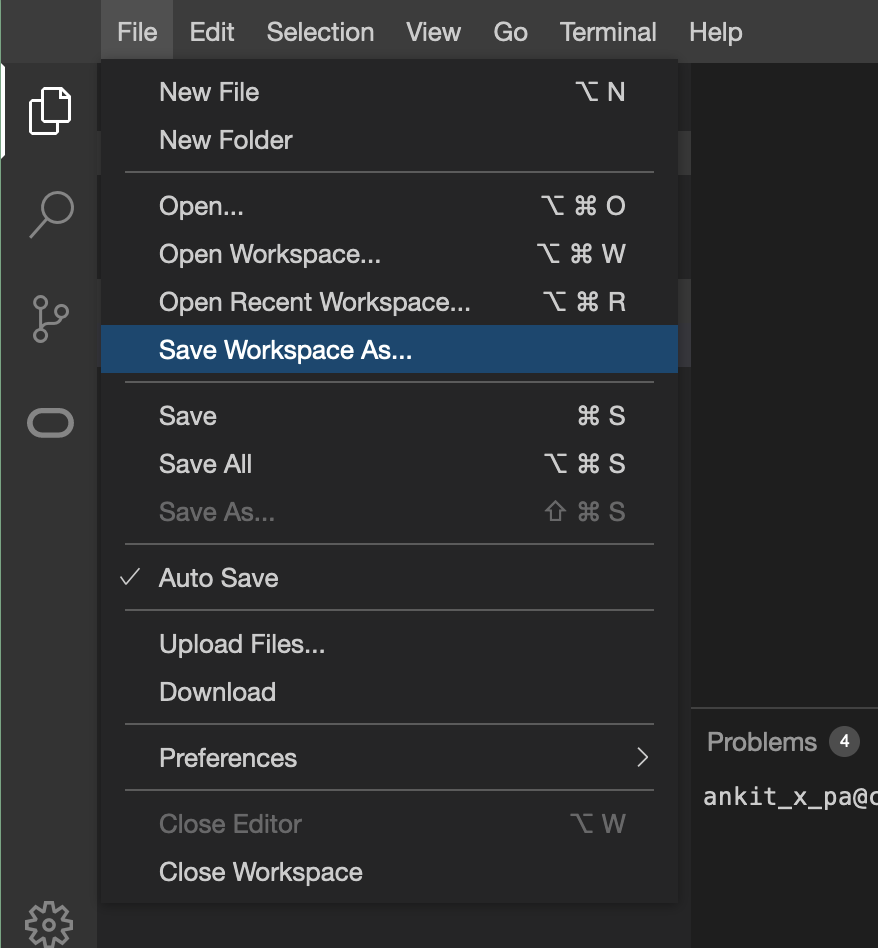 File Edit Selection View Go Terminal Help
New File ⌥ N
New Folder
Open... ⌥ ⌘ O
Open Workspace... ⌥ ⌘ W
Open Recent Workspace... ⌥ ⌘ R
Save Workspace As...
Save ⌘ S
Save All ⌥ ⌘ S
Save As... ⇧ ⌘ S
Auto Save
Upload Files...
Download
Preferences
Close Editor ⌥ W
Close Workspace
Problems 4
ankit_x_pa@